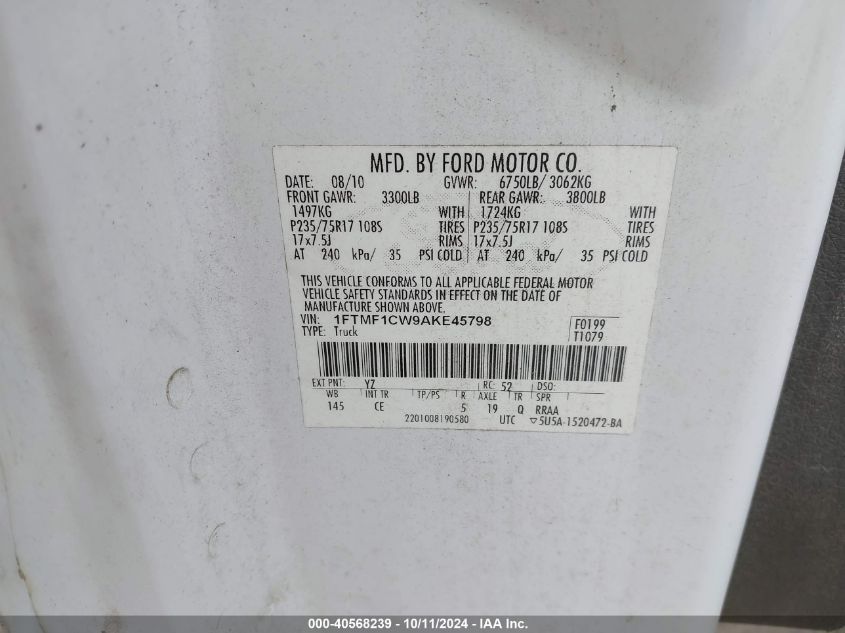 MFD. BY FORD MOTOR CO.
DATE: 08/10 GVWR: 6750LB/ 3062KG
FRONT GAWR: 3300LB REAR GAWR: 3800LB
1497KG WITH 1724KG WITH
P235/75R17 108S TIRES P235/75R17 108S TIRES
17x7.5J RIMS 17x7.5J RIMS
AT 240 kPa/ 35 PSI COLD AT 240 kPa/ 35 PSI COLD
THIS VEHICLE CONFORMS TO ALL APPLICABLE FEDERAL MOTOR
VEHICLE SAFETY STANDARDS IN EFFECT ON THE DATE OF
MANUFACTURE SHOWN ABOVE.
VIN: 1FTMF1CW9AKE45798 F0199
TYPE: Truck T1079
EXT PNT: YZ RC: 52 DSO:
WB INT TR TP/PS R AXLE TR SPR
145 CE 5 19 Q RRAA
2201008190580 UTC ▽5U5A-1520472-BA
000-40568239 - 10/11/2024 - IAA Inc.